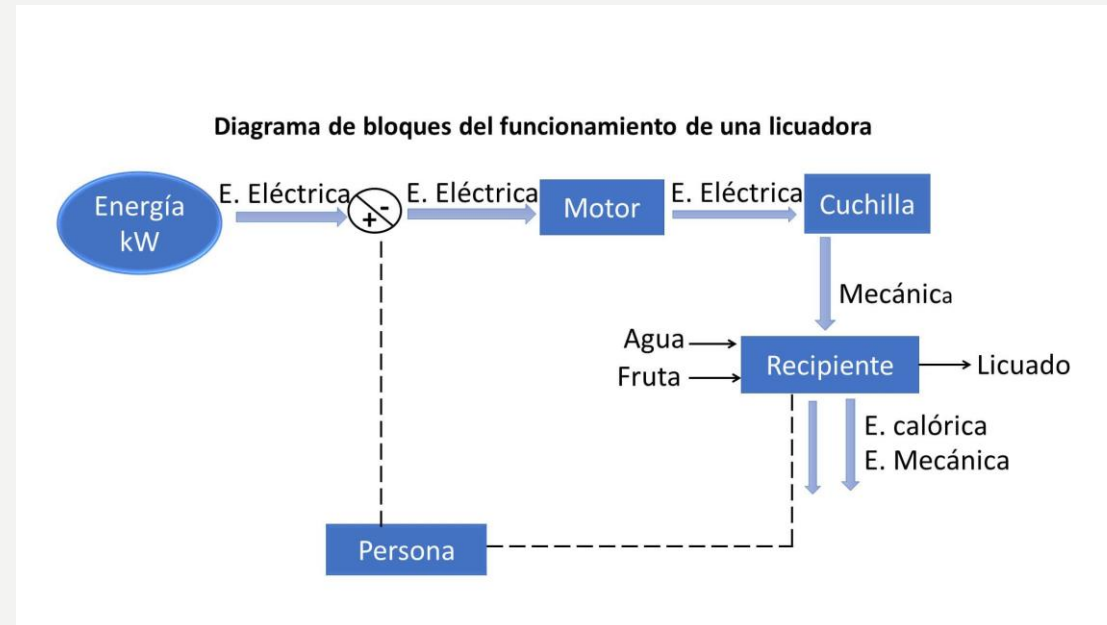 Diagrama de bloques del funcionamiento de una licuadora
Energía
kW
E. Eléctrica
+ -
E. Eléctrica
Motor
E. Eléctrica
Cuchilla
Mecánica
Agua
Fruta
Recipiente
Licuado
E. calórica
E. Mecánica
Persona